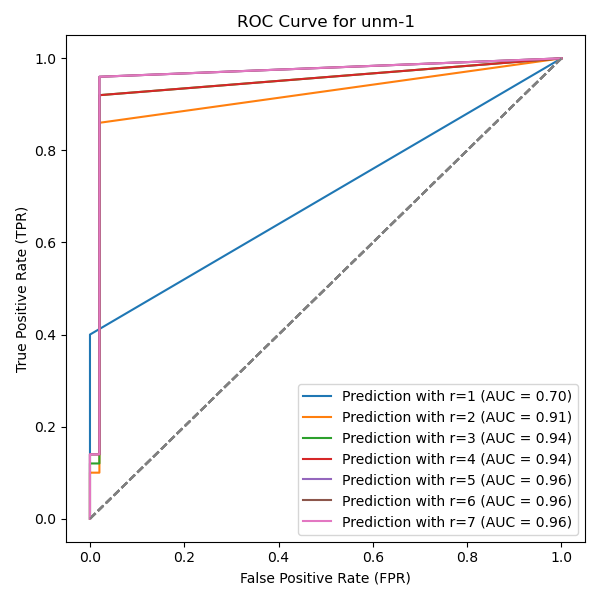 ROC Curve for unm-1
True Positive Rate (TPR)
1.0
0.8
0.6
0.4
0.2
0.0
Prediction with r=1 (AUC = 0.70)
Prediction with r=2 (AUC = 0.91)
Prediction with r=3 (AUC = 0.94)
Prediction with r=4 (AUC = 0.94)
Prediction with r=5 (AUC = 0.96)
Prediction with r=6 (AUC = 0.96)
Prediction with r=7 (AUC = 0.96)
0.0 0.2 0.4 0.6 0.8 1.0
False Positive Rate (FPR)